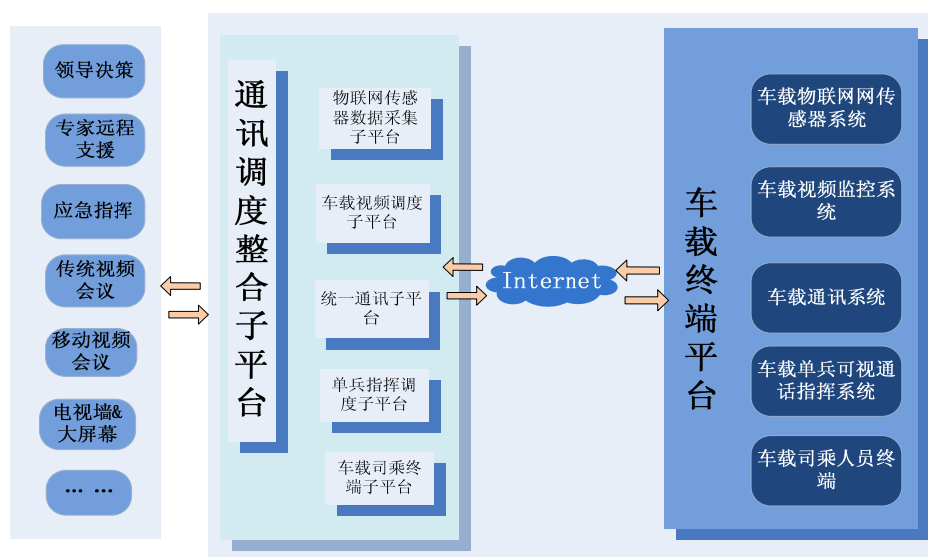 领导决策
专家远程
支援
应急指挥
传统视频
会议
移动视频
会议
电视墙&
大屏幕
… …
通讯调度整合子平台
物联网传感
器数据采集
子平台
车载视频调度
子平台
统一通讯子平
台
单兵指挥调
度子平台
车载司乘终
端子平台
Internet
车载终端平台
车载物联网网传
感器系统
车载视频监控系
统
车载通讯系统
车载单兵可视通
话指挥系统
车载司乘人员终
端